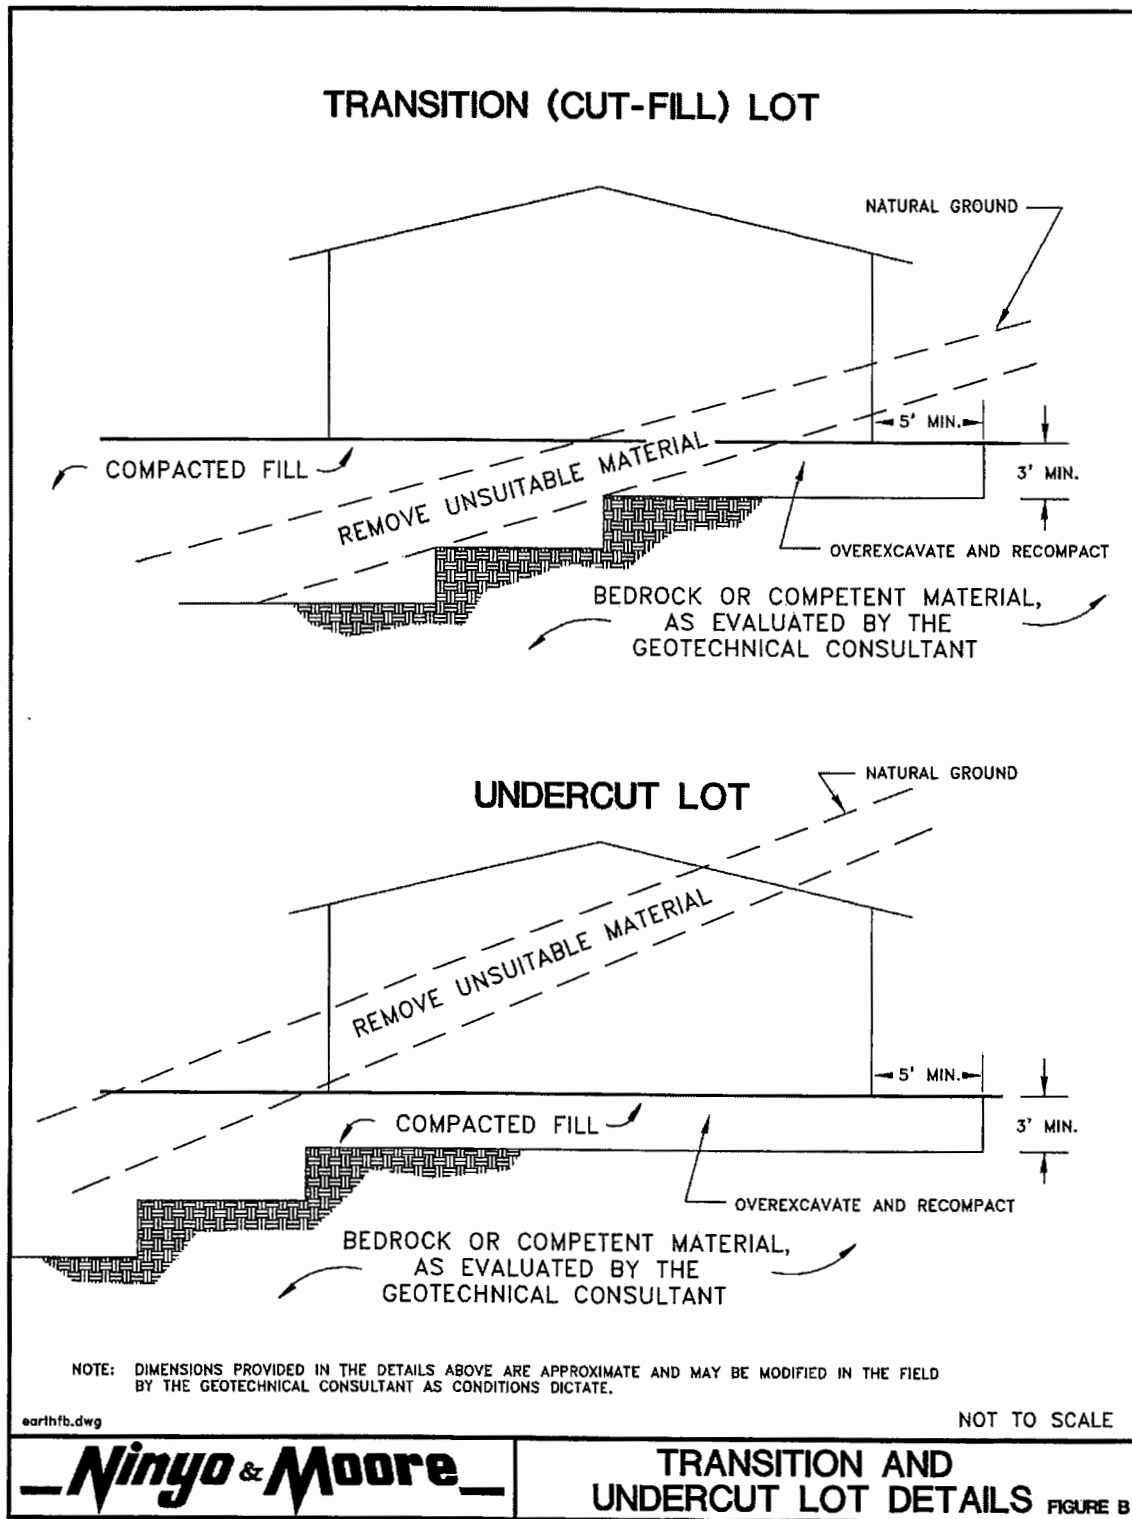 TRANSITION (CUT-FILL) LOT
NATURAL GROUND
5' MIN.
COMPACTED FILL
REMOVE UNSUITABLE MATERIAL
3' MIN.
OVEREXCAVATE AND RECOMPACT
BEDROCK OR COMPETENT MATERIAL,
AS EVALUATED BY THE
GEOTECHNICAL CONSULTANT
NATURAL GROUND
UNDERCUT LOT
REMOVE UNSUITABLE MATERIAL
5' MIN.
COMPACTED FILL
3' MIN.
OVEREXCAVATE AND RECOMPACT
BEDROCK OR COMPETENT MATERIAL,
AS EVALUATED BY THE
GEOTECHNICAL CONSULTANT
NOTE: DIMENSIONS PROVIDED IN THE DETAILS ABOVE ARE APPROXIMATE AND MAY BE MODIFIED IN THE FIELD
BY THE GEOTECHNICAL CONSULTANT AS CONDITIONS DICTATE.
earthfb.dwg
NOT TO SCALE
Ninyo & Moore
TRANSITION AND
UNDERCUT LOT DETAILS FIGURE B